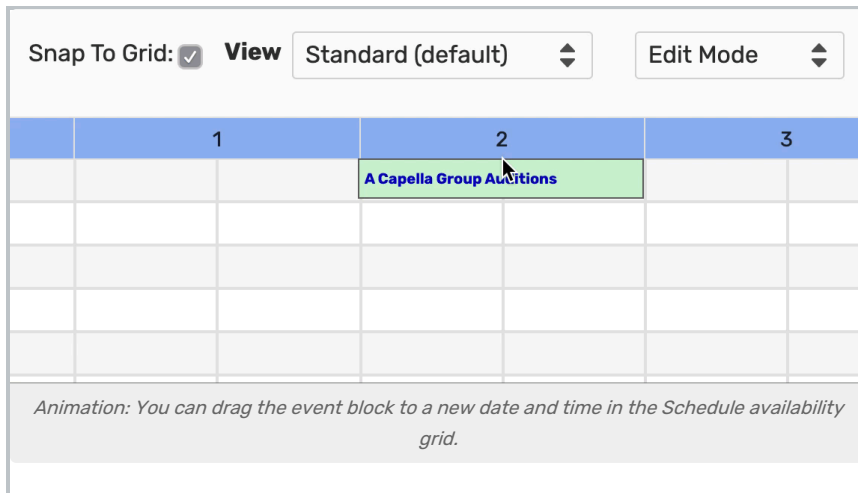 Snap To Grid: View Standard (default) Edit Mode
1 2 3
A Capella Group Auditions
Animation: You can drag the event block to a new date and time in the Schedule availability
grid.